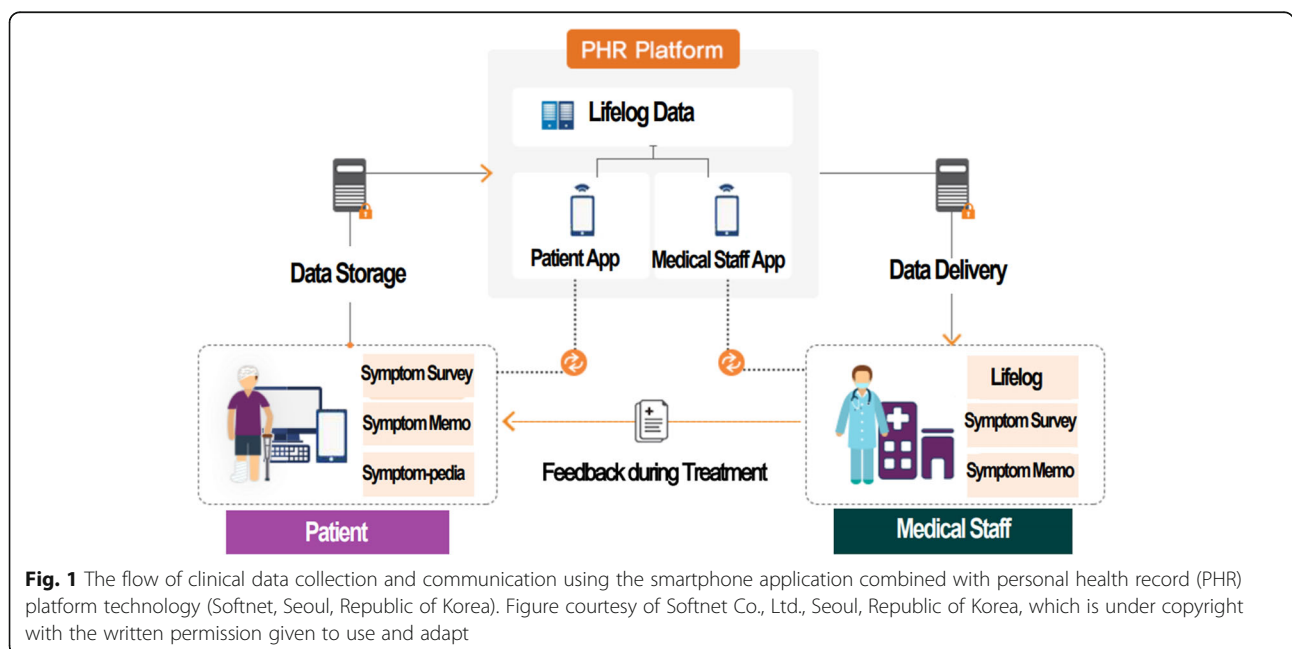 PHR Platform
Lifelog Data
Patient App
Medical Staff App
Data Storage
Data Delivery
Symptom Survey
Symptom Memo
Symptom-pedia
Lifelog
Symptom Survey
Symptom Memo
Feedback during Treatment
Patient
Medical Staff
Fig. 1 The flow of clinical data collection and communication using the smartphone application combined with personal health record (PHR)
platform technology (Softnet, Seoul, Republic of Korea). Figure courtesy of Softnet Co., Ltd., Seoul, Republic of Korea, which is under copyright
with the written permission given to use and adapt